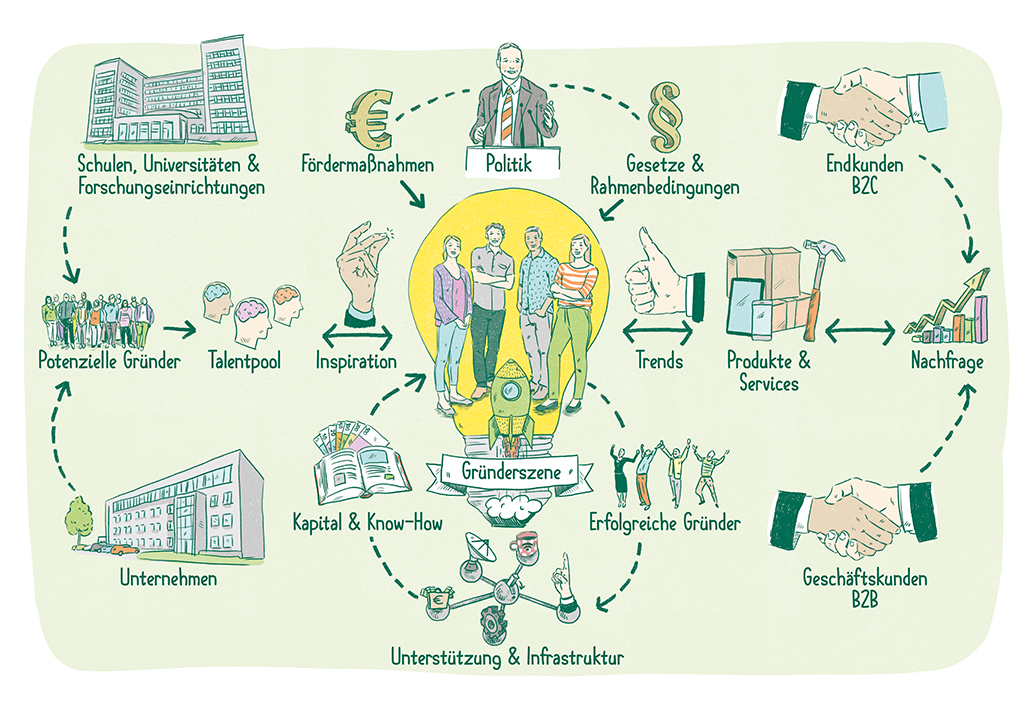 Schulen, Universitäten &
Forschungseinrichtungen
Fördermaßnahmen
Politik
Gesetze &
Rahmenbedingungen
Endkunden
B2C
Potenzielle Gründer
Talentpool
Inspiration
Trends
Produkte &
Services
Nachfrage
Gründerszene
Kapital & Know-How
Erfolgreiche Gründer
Unternehmen
Geschäftskunden
B2B
Unterstützung & Infrastruktur